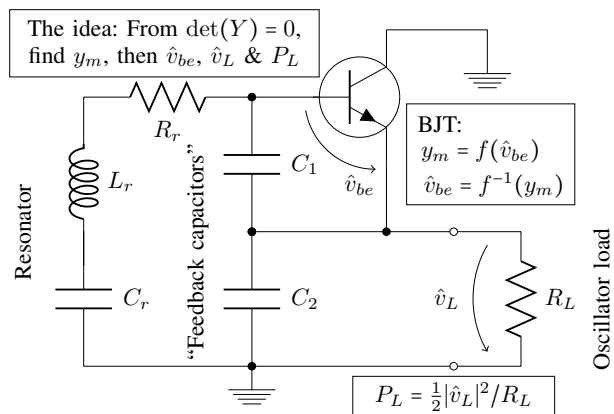 The idea: From det(Y) = 0,
find y_m, then v̂_be, v̂_L & P_L
R_r
BJT:
y_m = f(v̂_be)
v̂_be = f⁻¹(y_m)
L_r
C_1
v̂_be
Resonator
"Feedback capacitors"
Oscillator load
C_r
C_2
v̂_L
R_L
P_L = ½|v̂_L|²/R_L